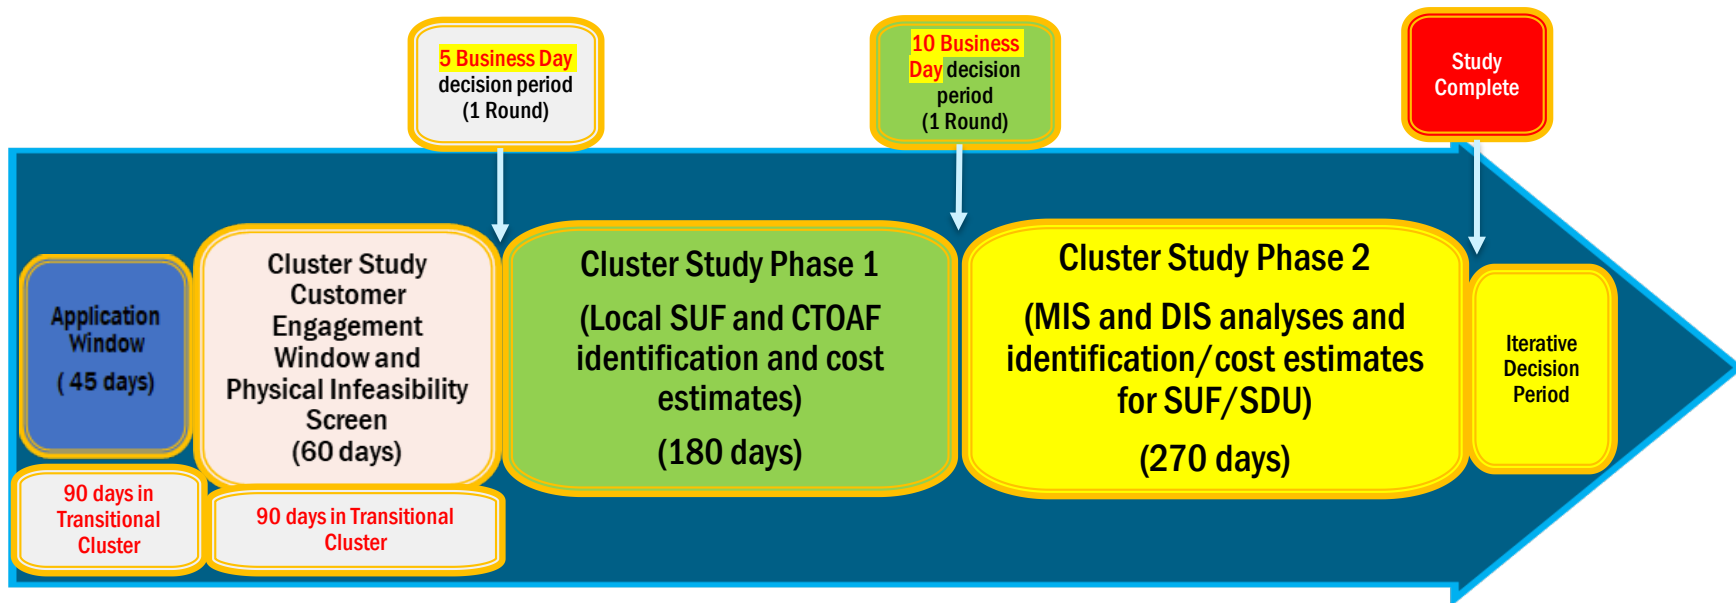 5 Business Day
decision period
(1 Round)
10 Business
Day decision
period
(1 Round)
Study
Complete
Application
Window
( 45 days)
Cluster Study
Customer
Engagement
Window and
Physical Infeasibility
Screen
(60 days)
Cluster Study Phase 1
(Local SUF and CTOAF
identification and cost
estimates)
(180 days)
Cluster Study Phase 2
(MIS and DIS analyses and
identification/cost estimates
for SUF/SDU)
(270 days)
Iterative
Decision
Period
90 days in
Transitional
Cluster
90 days in Transitional
Cluster